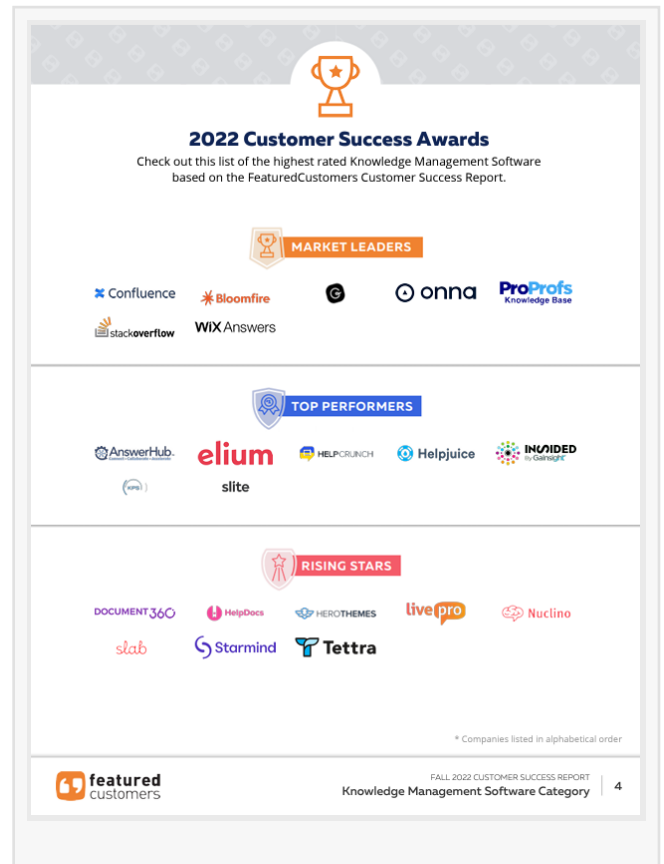 2022 Customer Success Awards
Check out this list of the highest rated Knowledge Management Software
based on the FeaturedCustomers Customer Success Report.
MARKET LEADERS
Confluence
Bloomfire
G
onna
ProProfs
Knowledge Base
stackoverflow
WiX Answers
TOP PERFORMERS
AnswerHub
elium
HELPCRUNCH
Helpjuice
INSIDED
By Gainsight
KPS
slite
RISING STARS
DOCUMENT360
HelpDocs
HEROTHEMES
livepro
Nuclino
slab
Starmind
Tettra
* Companies listed in alphabetical order
featured
customers
FALL 2022 CUSTOMER SUCCESS REPORT
Knowledge Management Software Category
4